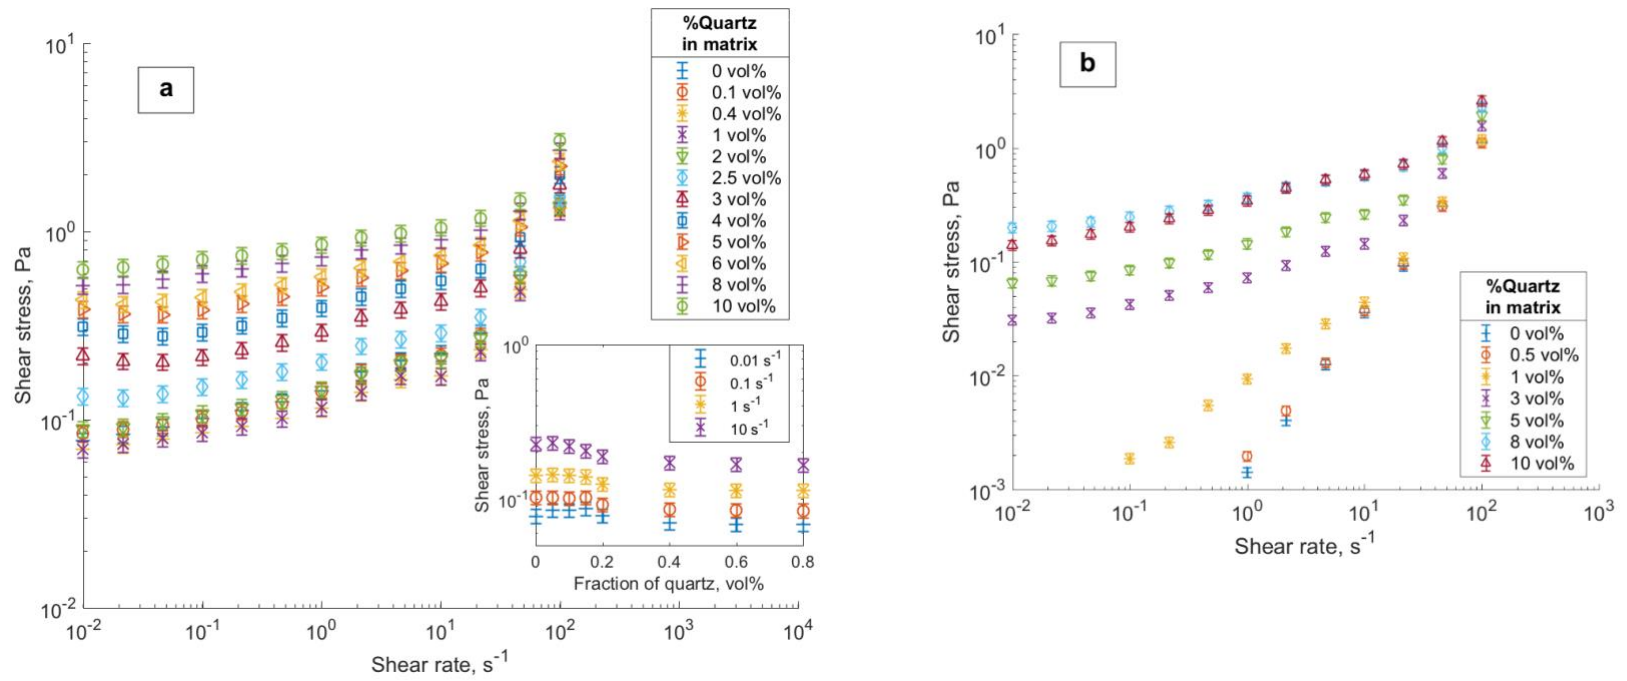 a
%Quartz
in matrix
0 vol%
0.1 vol%
0.4 vol%
1 vol%
2 vol%
2.5 vol%
3 vol%
4 vol%
5 vol%
6 vol%
8 vol%
10 vol%
10^1
10^0
10^-1
10^-2
Shear stress, Pa
10^-2 10^-1 10^0 10^1 10^2 10^3 10^4
Shear rate, s^-1
0.01 s^-1
0.1 s^-1
1 s^-1
10 s^-1
10^0
10^-1
Shear stress, Pa
0 0.2 0.4 0.6 0.8
Fraction of quartz, vol%
b
10^1
10^0
10^-1
10^-2
10^-3
Shear stress, Pa
%Quartz
in matrix
0 vol%
0.5 vol%
1 vol%
3 vol%
5 vol%
8 vol%
10 vol%
10^-2 10^-1 10^0 10^1 10^2 10^3
Shear rate, s^-1